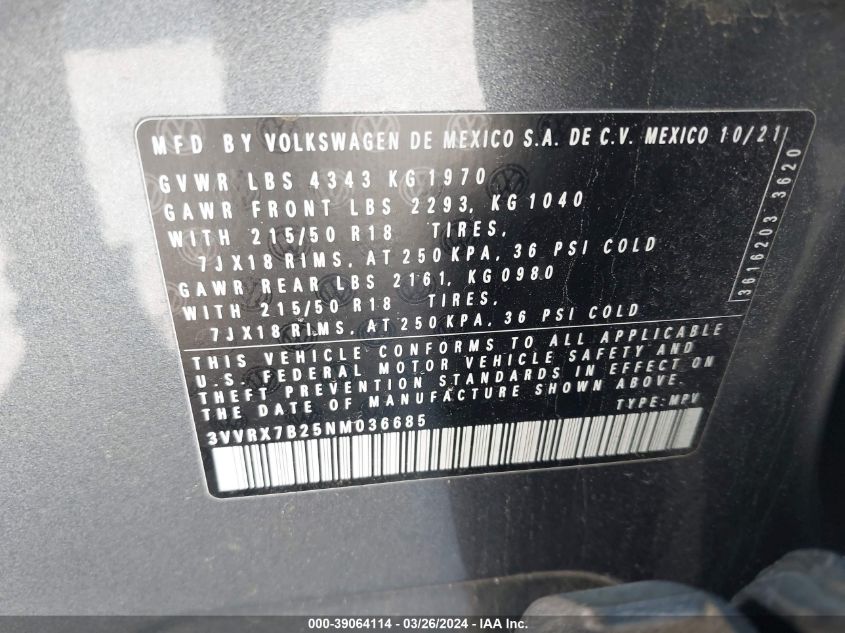 MFD BY VOLKSWAGEN DE MEXICO S.A. DE C.V. MEXICO 10/21
GVWR LBS 4343 KG 1970
GAWR FRONT LBS 2293, KG 1040
WITH 215/50 R18 TIRES,
7JX18 RIMS, AT 250 KPA, 36 PSI COLD
GAWR REAR LBS 2161, KG 0980
WITH 215/50 R18 TIRES,
7JX18 RIMS, AT 250 KPA, 36 PSI COLD
3616203 3620
THIS VEHICLE CONFORMS TO ALL APPLICABLE
U.S. FEDERAL MOTOR VEHICLE SAFETY AND
THEFT PREVENTION STANDARDS IN EFFECT ON
THE DATE OF MANUFACTURE SHOWN ABOVE.
TYPE: MPV
3VVRX7B25NM036685
000-39064114 - 03/26/2024 - IAA Inc.